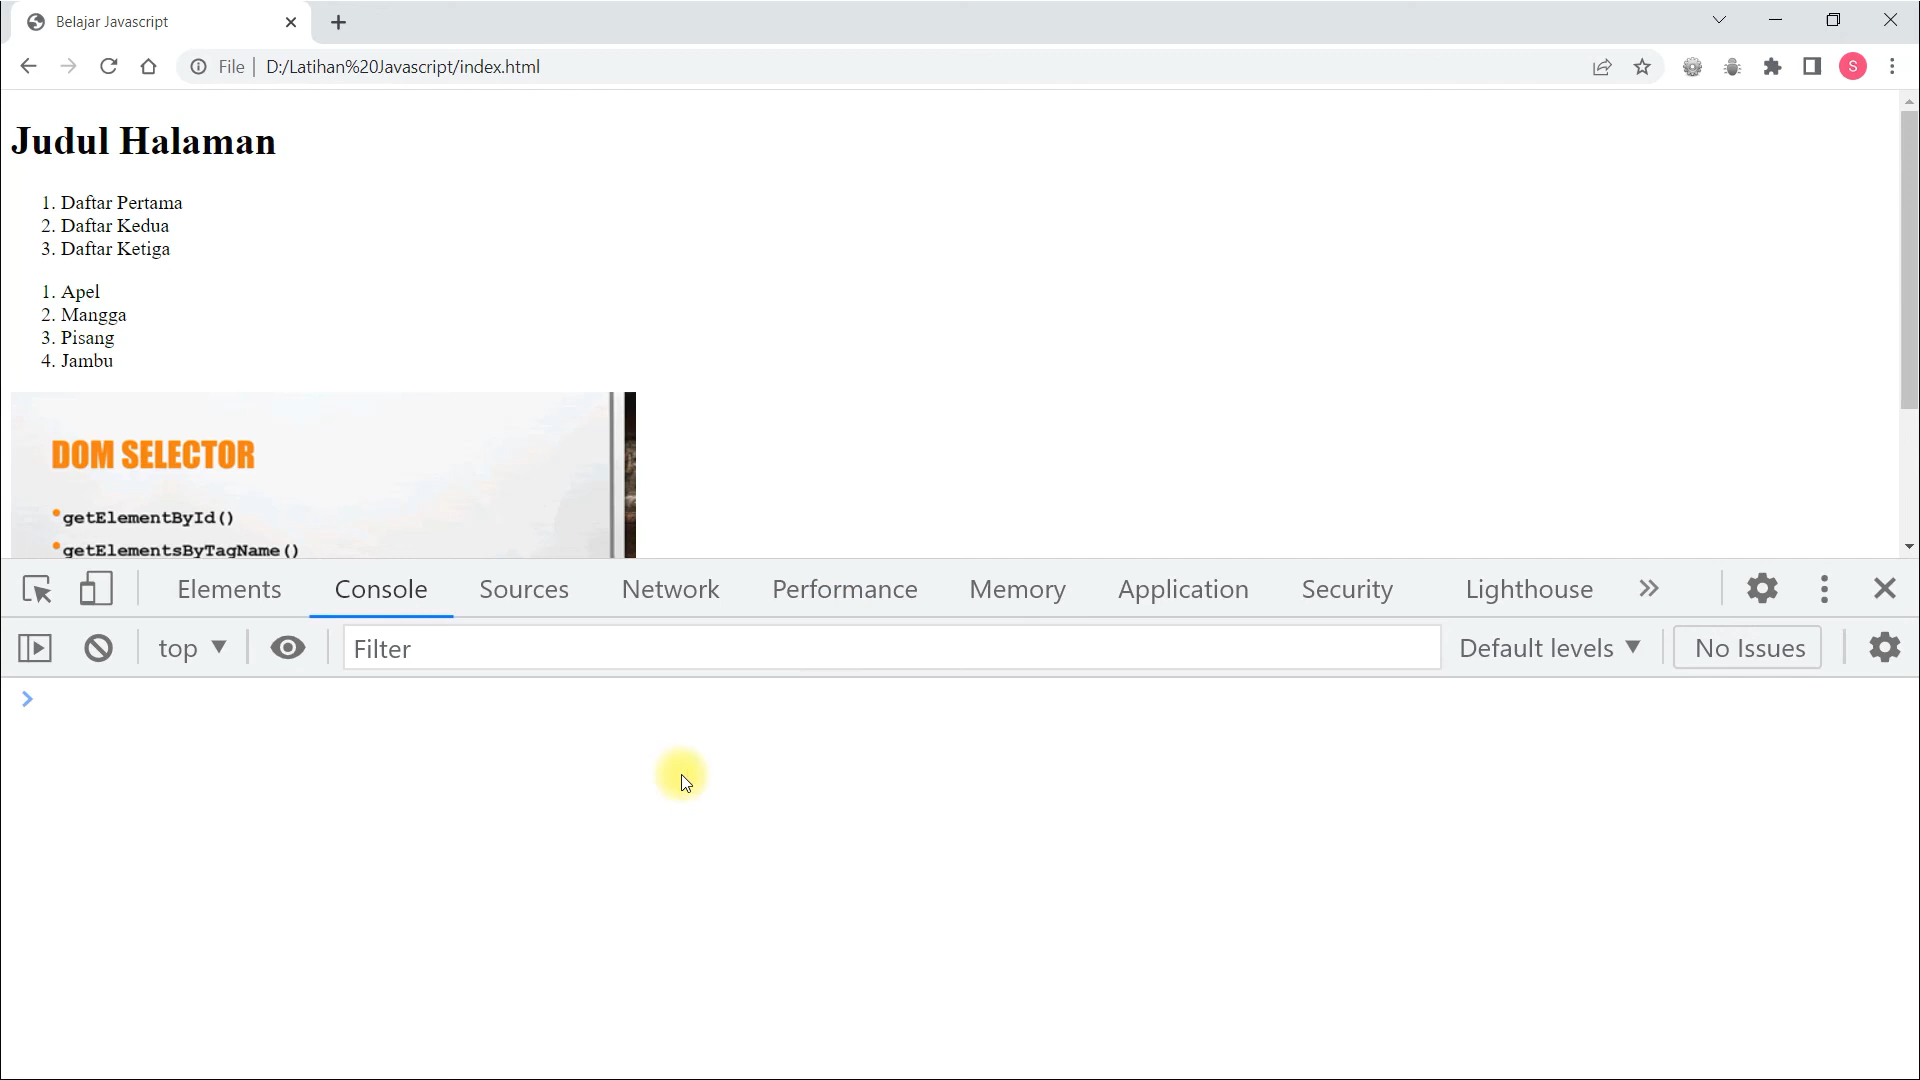 Belajar Javascript
File | D:/Latihan%20Javascript/index.html
S
Judul Halaman
1. Daftar Pertama
2. Daftar Kedua
3. Daftar Ketiga
1. Apel
2. Mangga
3. Pisang
4. Jambu
DOM SELECTOR
•getElementById()
•getElementsByTagName()
Elements Console Sources Network Performance Memory Application Security Lighthouse
top Filter Default levels No Issues